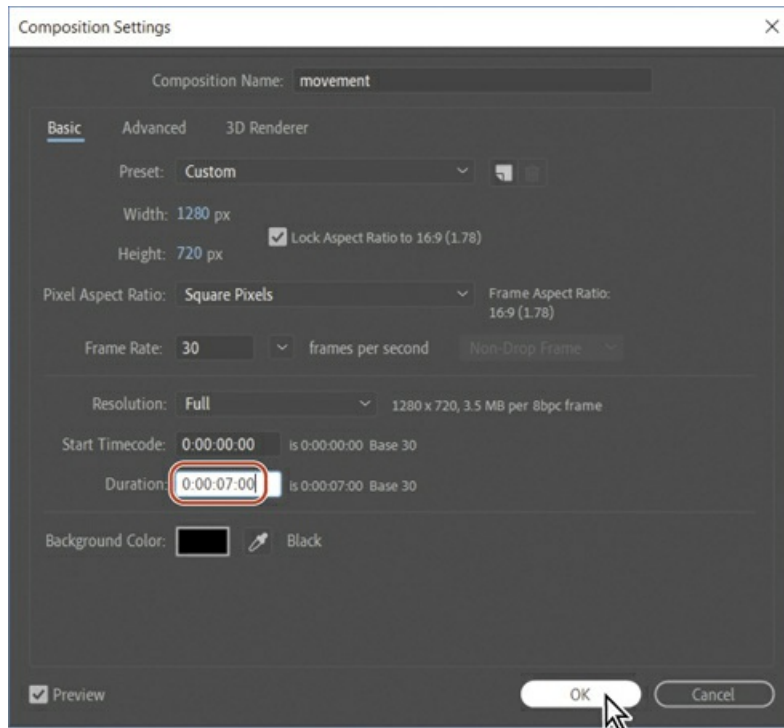 Composition Settings
Composition Name: movement
Basic Advanced 3D Renderer
Preset: Custom
Width: 1280 px
Lock Aspect Ratio to 16:9 (1.78)
Height: 720 px
Pixel Aspect Ratio: Square Pixels
Frame Aspect Ratio:
16:9 (1.78)
Frame Rate: 30 frames per second Non-Drop Frame
Resolution: Full 1280 x 720, 3.5 MB per 8bpc frame
Start Timecode: 0:00:00:00 is 0:00:00:00 Base 30
Duration: 0:00:07:00 is 0:00:07:00 Base 30
Background Color: Black
Preview OK Cancel